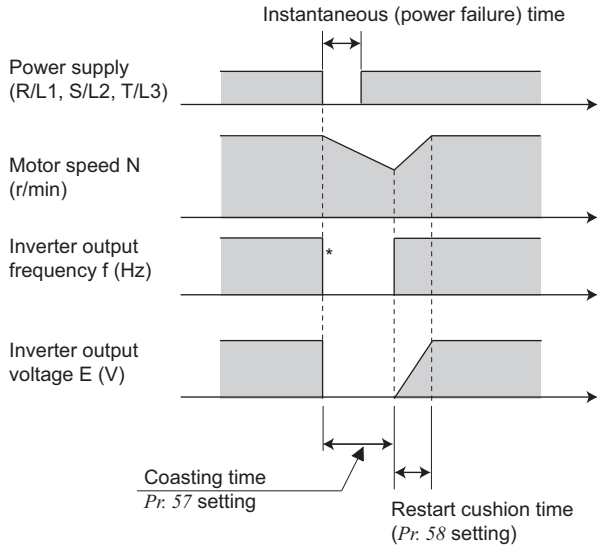 Instantaneous (power failure) time
Power supply
(R/L1, S/L2, T/L3)
Motor speed N
(r/min)
Inverter output
frequency f (Hz)
*
Inverter output
voltage E (V)
Coasting time
Pr. 57 setting
Restart cushion time
(Pr. 58 setting)